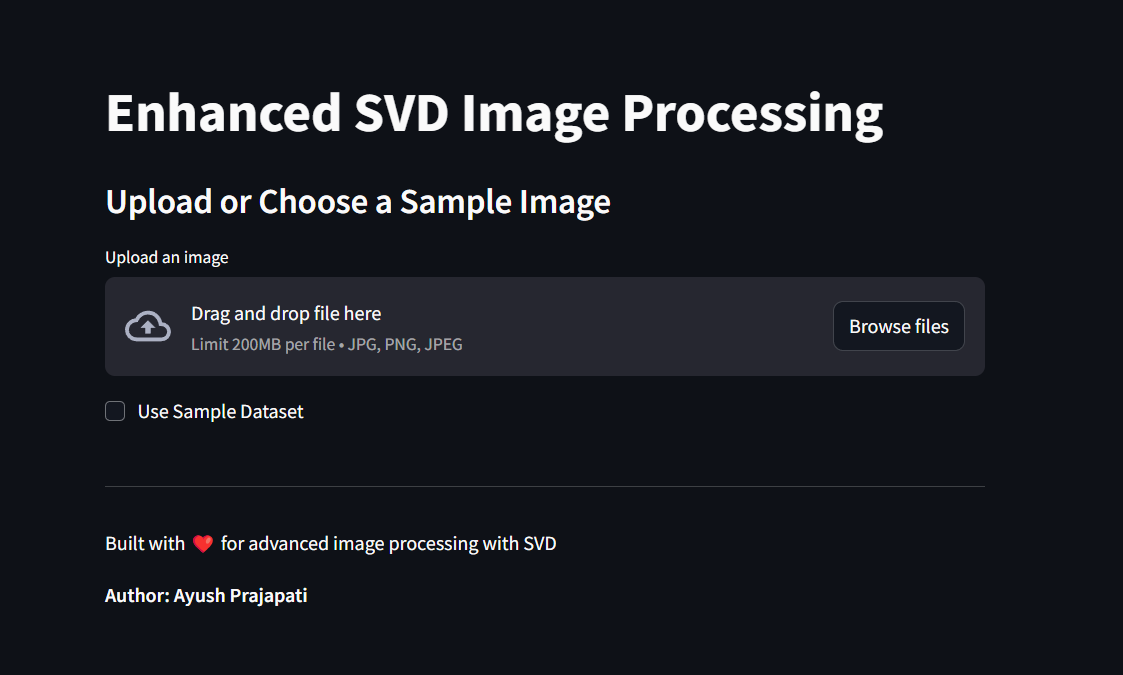 Enhanced SVD Image Processing
Upload or Choose a Sample Image
Upload an image
Drag and drop file here
Limit 200MB per file • JPG, PNG, JPEG
Browse files
Use Sample Dataset
Built with ❤️ for advanced image processing with SVD
Author: Ayush Prajapati